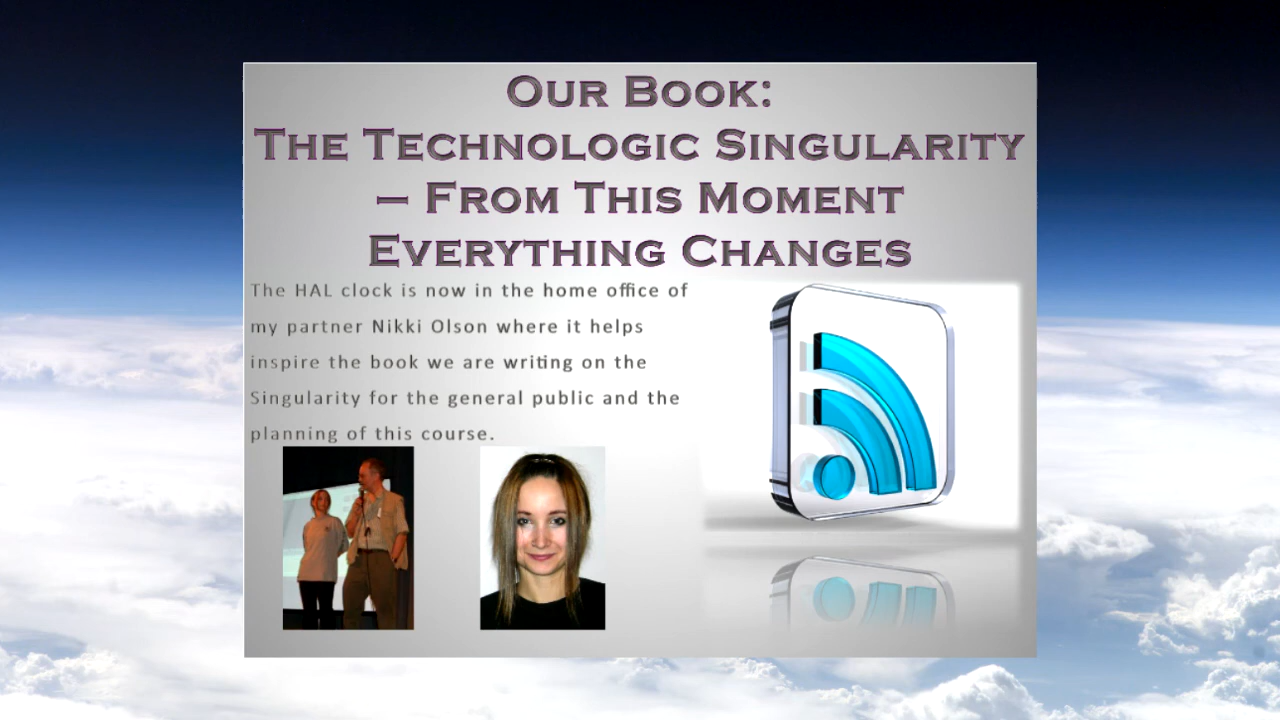 Our Book:
The Technologic Singularity
– From This Moment
Everything Changes
The HAL clock is now in the home office of
my partner Nikki Olson where it helps
inspire the book we are writing on the
Singularity for the general public and the
planning of this course.